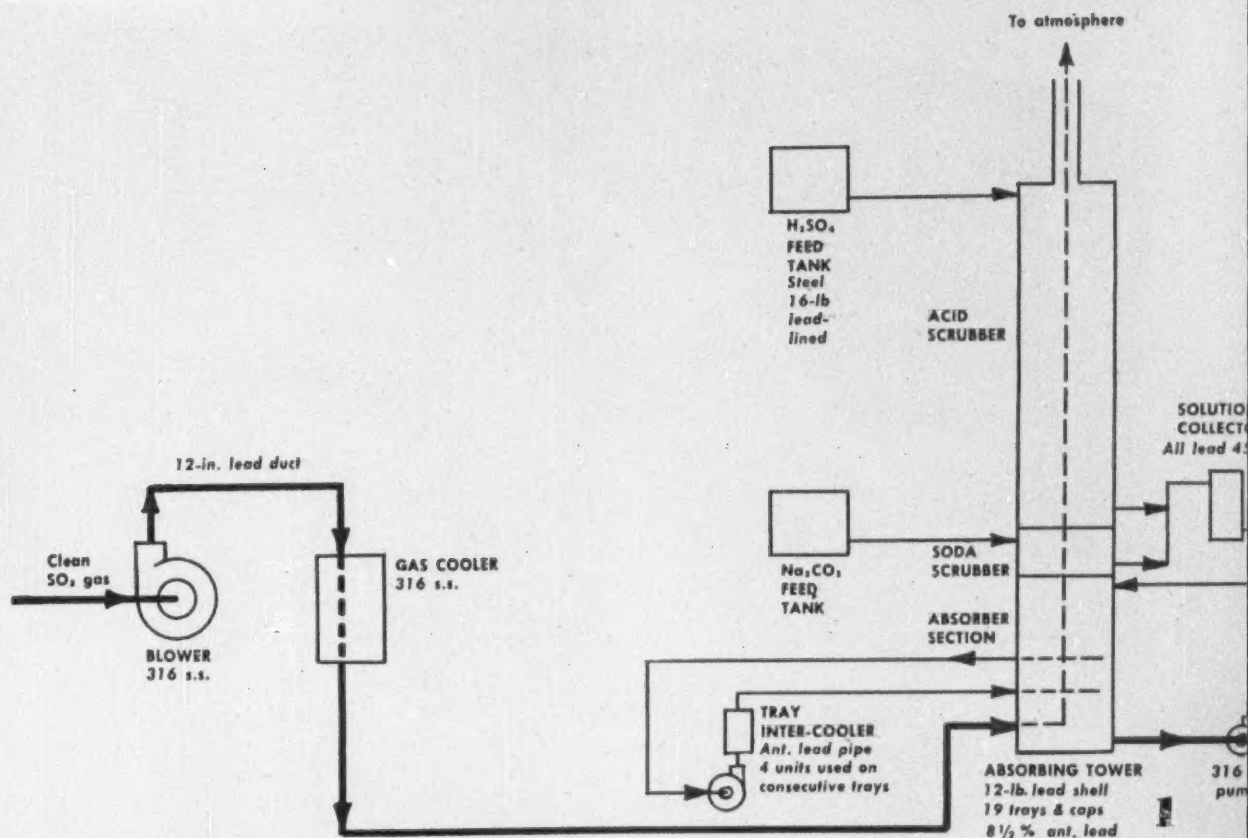 To atmosphere
H₂SO₄
FEED
TANK
Steel
16-lb
lead-
lined
ACID
SCRUBBER
SOLUTIO
COLLECT
All lead
12-in. lead duct
Clean
SO₂ gas
GAS COOLER
316 s.s.
BLOWER
316 s.s.
Na₂CO₃
FEED
TANK
SODA
SCRUBBER
ABSORBER
SECTION
TRAY
INTER-COOLER
Ant. lead pipe
4 units used on
consecutive trays
ABSORBING TOWER
12-lb. lead shell
19 trays & caps
8½ % ant. lead
316
pum